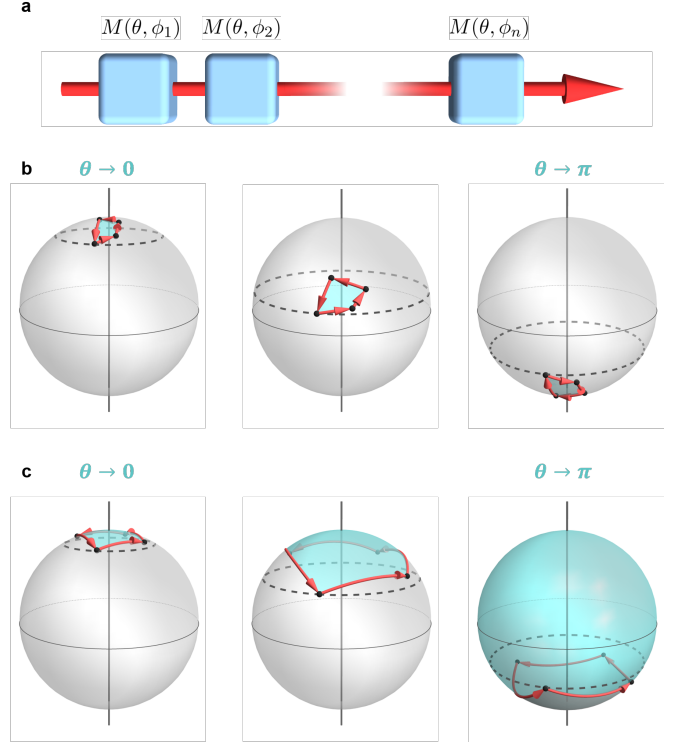 a
M(θ, ϕ₁) M(θ, ϕ₂) M(θ, ϕₙ)
b
θ → 0 θ → π
c
θ → 0 θ → π